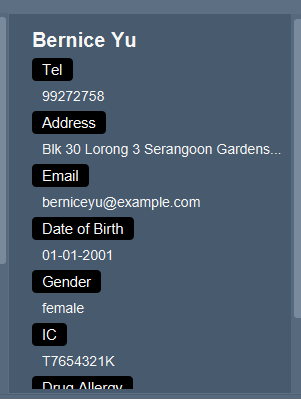 Bernice Yu
Tel
99272758
Address
Blk 30 Lorong 3 Serangoon Gardens...
Email
berniceyu@example.com
Date of Birth
01-01-2001
Gender
female
IC
T7654321K
Drug Allergy